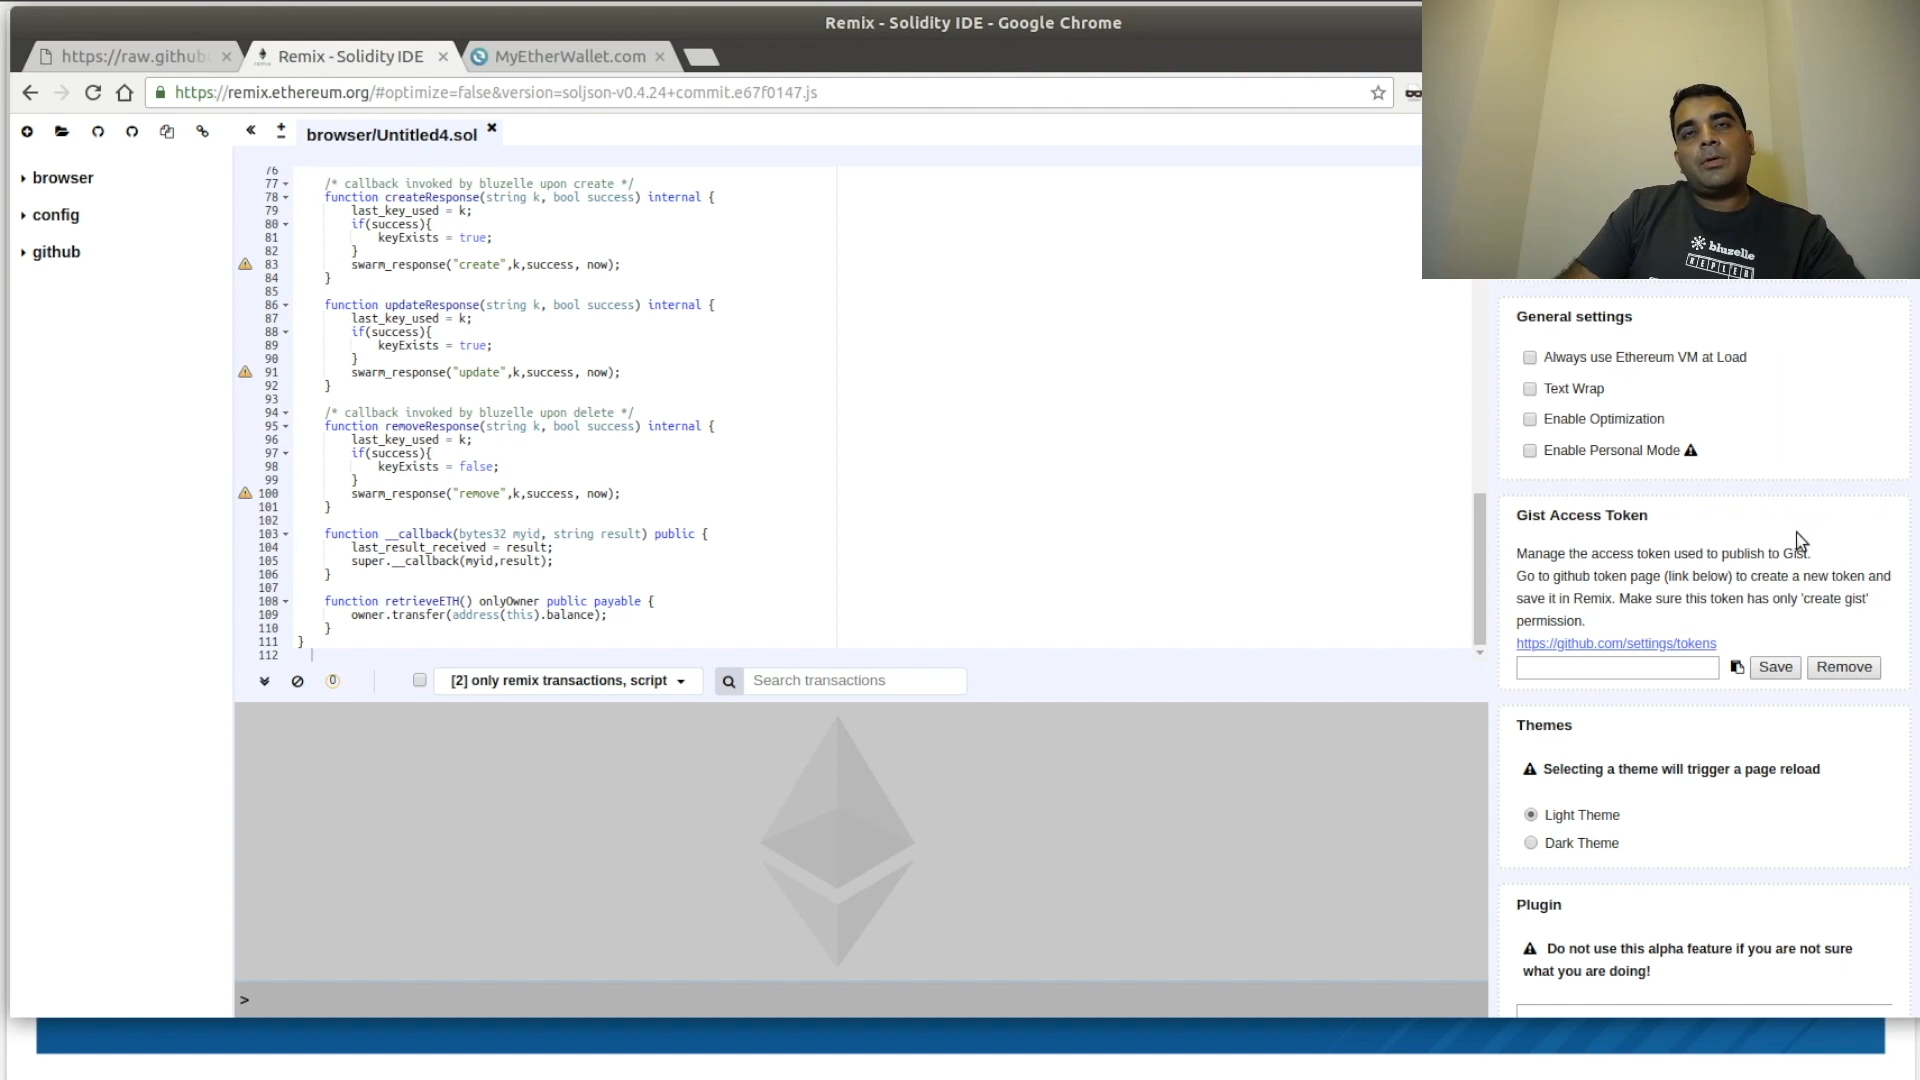 Remix - Solidity IDE - Google Chrome
https://raw.github
Remix - Solidity IDE
MyEtherWallet.com
https://remix.ethereum.org/#optimize=false&version=soljson-v0.4.24+commit.e67f0147.js
browser/Untitled4.sol
browser
config
github
76
77 /* callback invoked by bluzelle upon create */
78 function createResponse(string k, bool success) internal {
79 last_key_used = k;
80 if(success){
81 keyExists = true;
82 }
83 swarm_response("create",k,success, now);
84 }
85
86 function updateResponse(string k, bool success) internal {
87 last_key_used = k;
88 if(success){
89 keyExists = true;
90 }
91 swarm_response("update",k,success, now);
92 }
93
94 /* callback invoked by bluzelle upon delete */
95 function removeResponse(string k, bool success) internal {
96 last_key_used = k;
97 if(success){
98 keyExists = false;
99 }
100 swarm_response("remove",k,success, now);
101 }
102
103 function __callback(bytes32 myid, string result) public {
104 last_result_received = result;
105 super.__callback(myid,result);
106 }
107
108 function retrieveETH() onlyOwner public payable {
109 owner.transfer(address(this).balance);
110 }
111 }
112
0
[2] only remix transactions, script
Search transactions
>
bluzelle
KEPLER
General settings
Always use Ethereum VM at Load
Text Wrap
Enable Optimization
Enable Personal Mode
Gist Access Token
Manage the access token used to publish to Gist.
Go to github token page (link below) to create a new token and
save it in Remix. Make sure this token has only 'create gist'
permission.
https://github.com/settings/tokens
Save
Remove
Themes
Selecting a theme will trigger a page reload
Light Theme
Dark Theme
Plugin
Do not use this alpha feature if you are not sure
what you are doing!